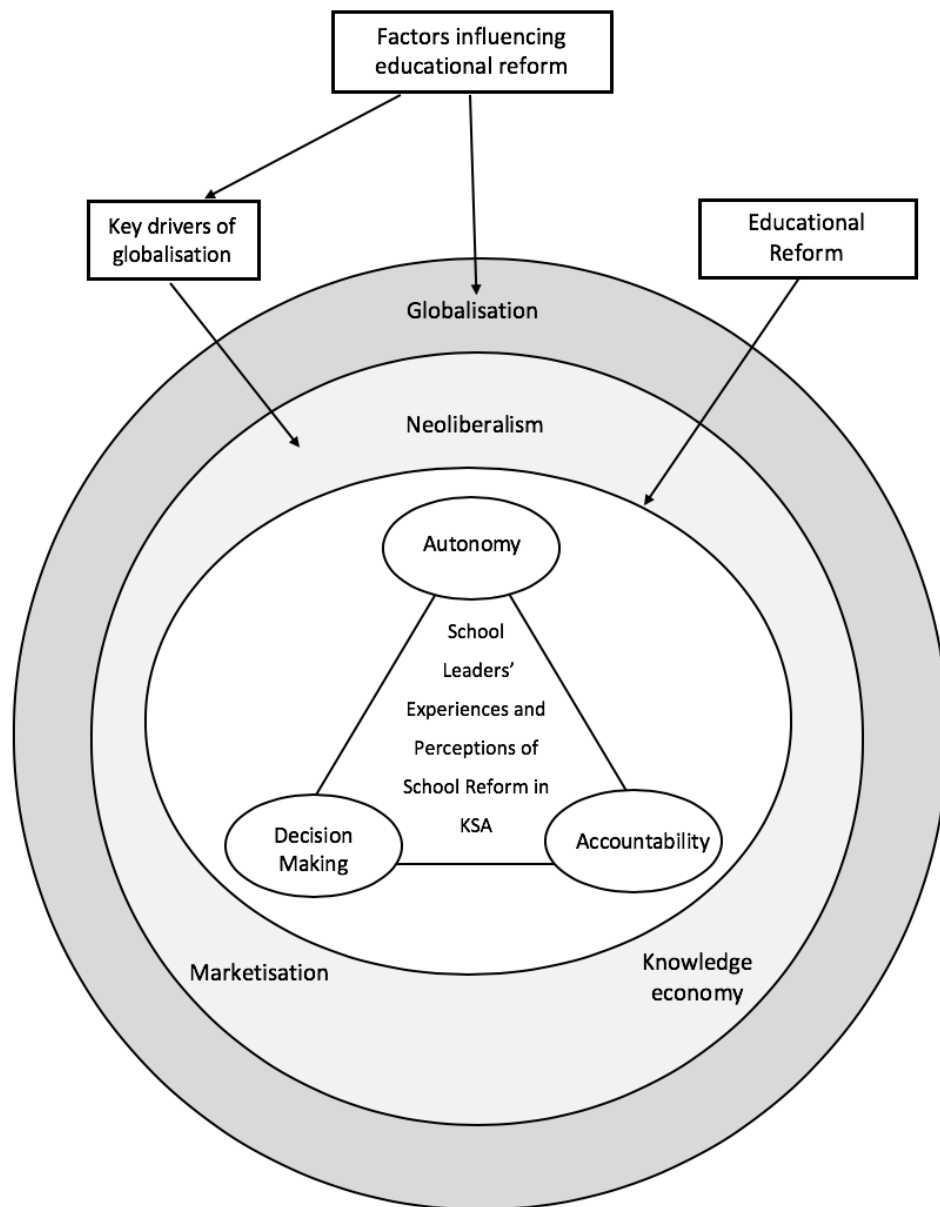 Factors influencing
educational reform
Key drivers of
globalisation
Educational
Reform
Globalisation
Neoliberalism
Autonomy
School
Leaders’
Experiences and
Perceptions of
School Reform in
KSA
Decision
Making
Accountability
Marketisation
Knowledge
economy